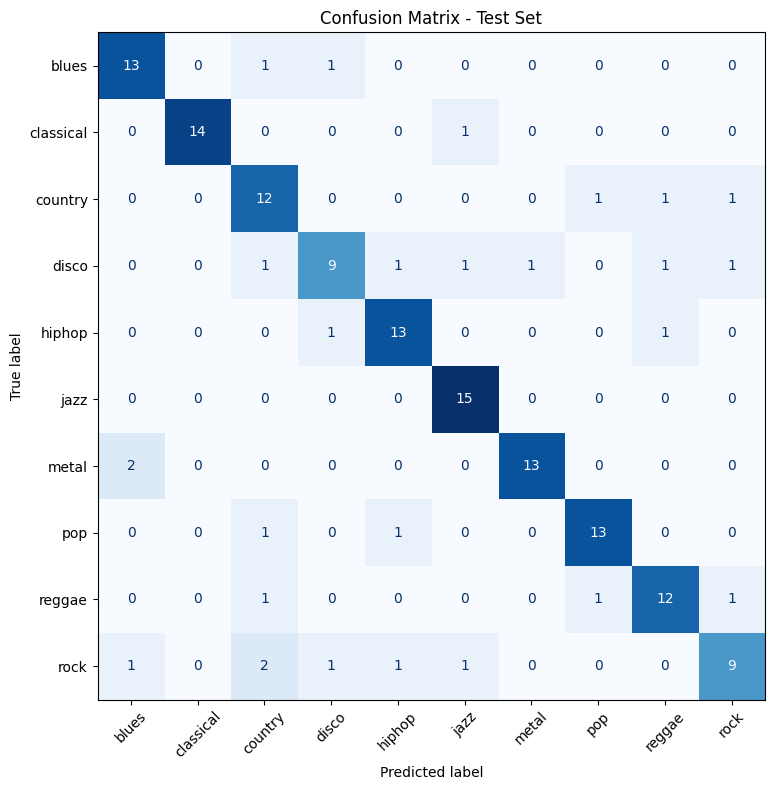 Confusion Matrix - Test Set
blues 13 0 1 1 0 0 0 0 0 0
classical 0 14 0 0 0 1 0 0 0 0
country 0 0 12 0 0 0 0 1 1 1
disco 0 0 1 9 1 1 1 0 1 1
hiphop 0 0 0 1 13 0 0 0 1 0
jazz 0 0 0 0 0 15 0 0 0 0
metal 2 0 0 0 0 0 13 0 0 0
pop 0 0 1 0 1 0 0 13 0 0
reggae 0 0 1 0 0 0 0 1 12 1
rock 1 0 2 1 1 1 0 0 0 9
True label
blues classical country disco hiphop jazz metal pop reggae rock
Predicted label